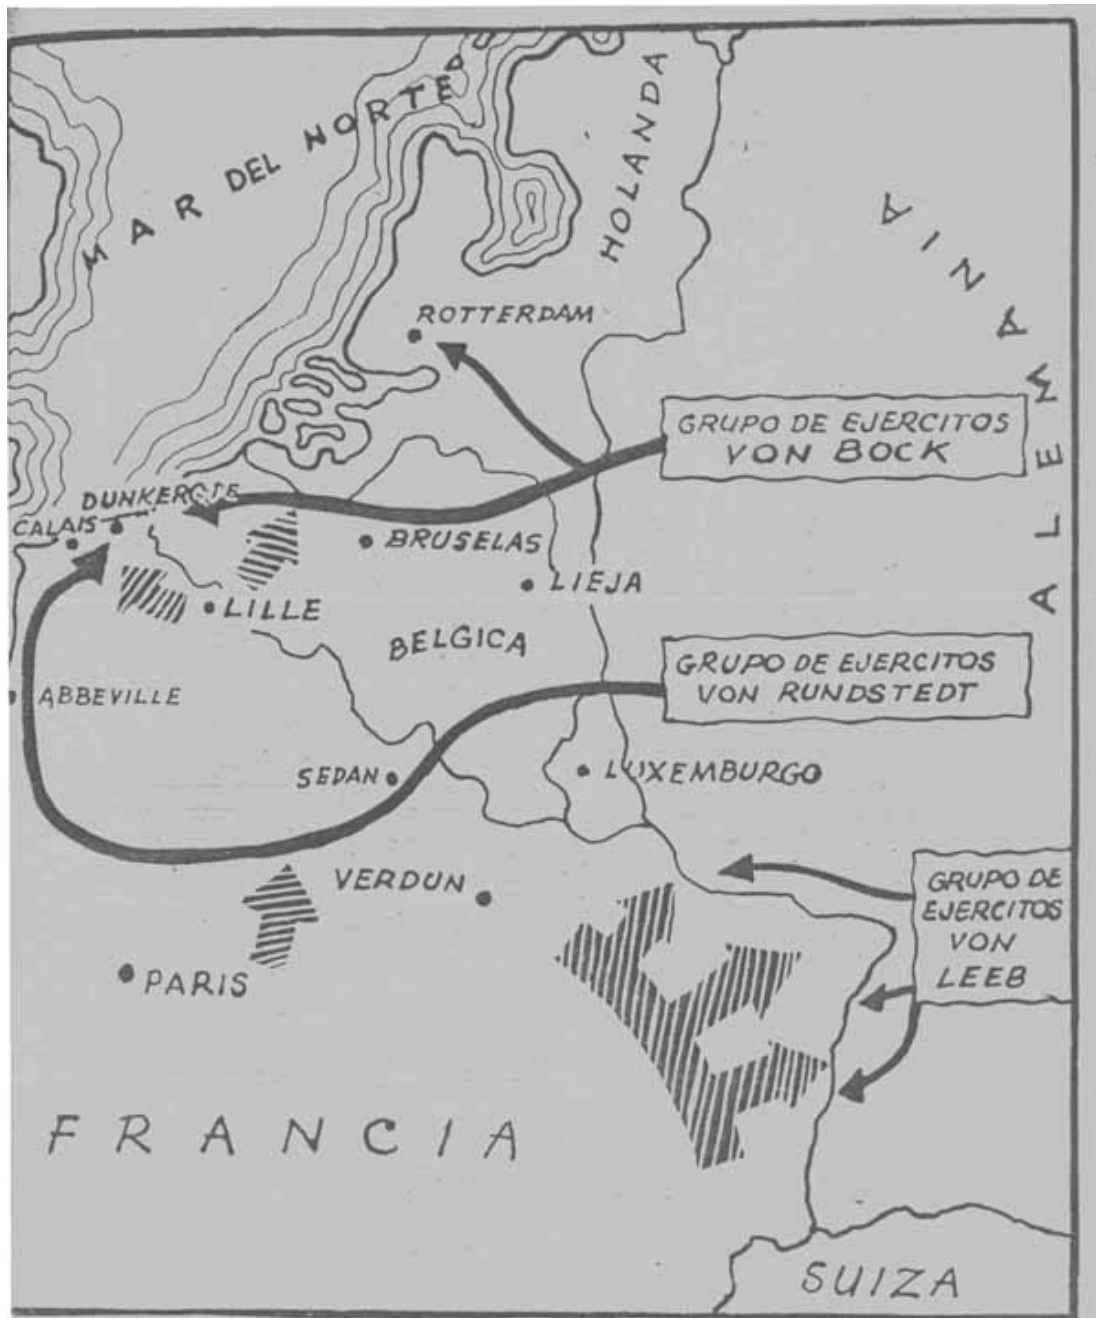 MAR DEL NORTE
HOLANDA
ALEMANIA
ROTTERDAM
GRUPO DE EJERCITOS
VON BOCK
DUNKERQUE
CALAIS
BRUSELAS
LIEJA
LILLE
BELGICA
GRUPO DE EJERCITOS
VON RUNDSTEDT
ABBEVILLE
SEDAN
LUXEMBURGO
VERDUN
GRUPO DE
EJERCITOS
VON
LEEB
PARIS
FRANCIA
SUIZA